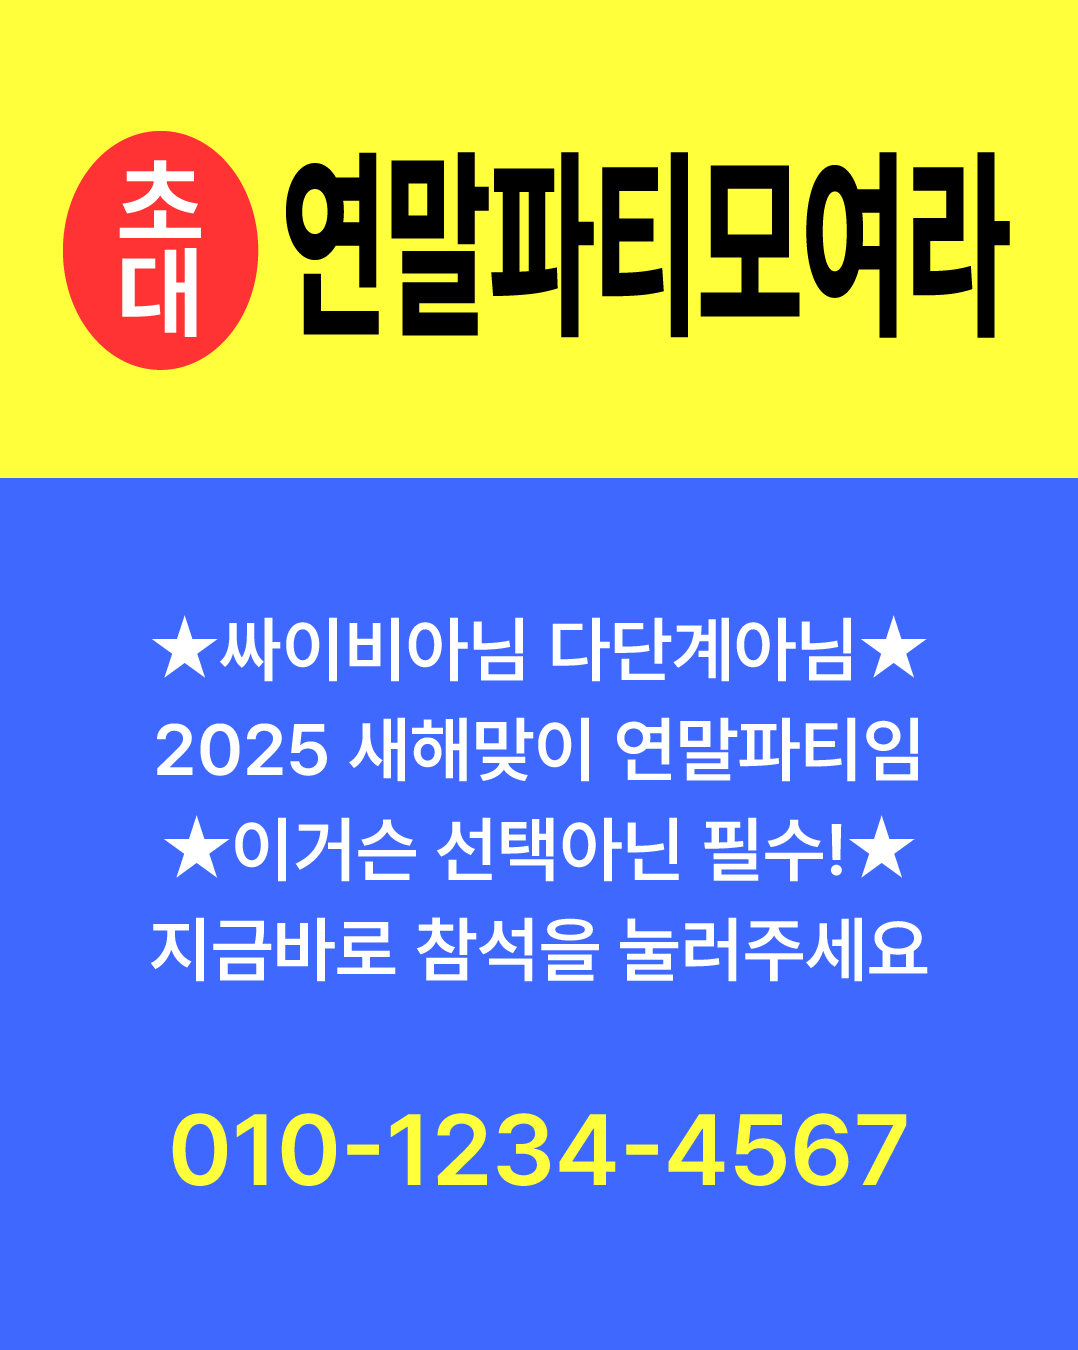 초대
연말파티모여라
★싸이비아님 다단계아님★
2025 새해맞이 연말파티임
★이거슨 선택아닌 필수!★
지금바로 참석을 눌러주세요
010-1234-4567